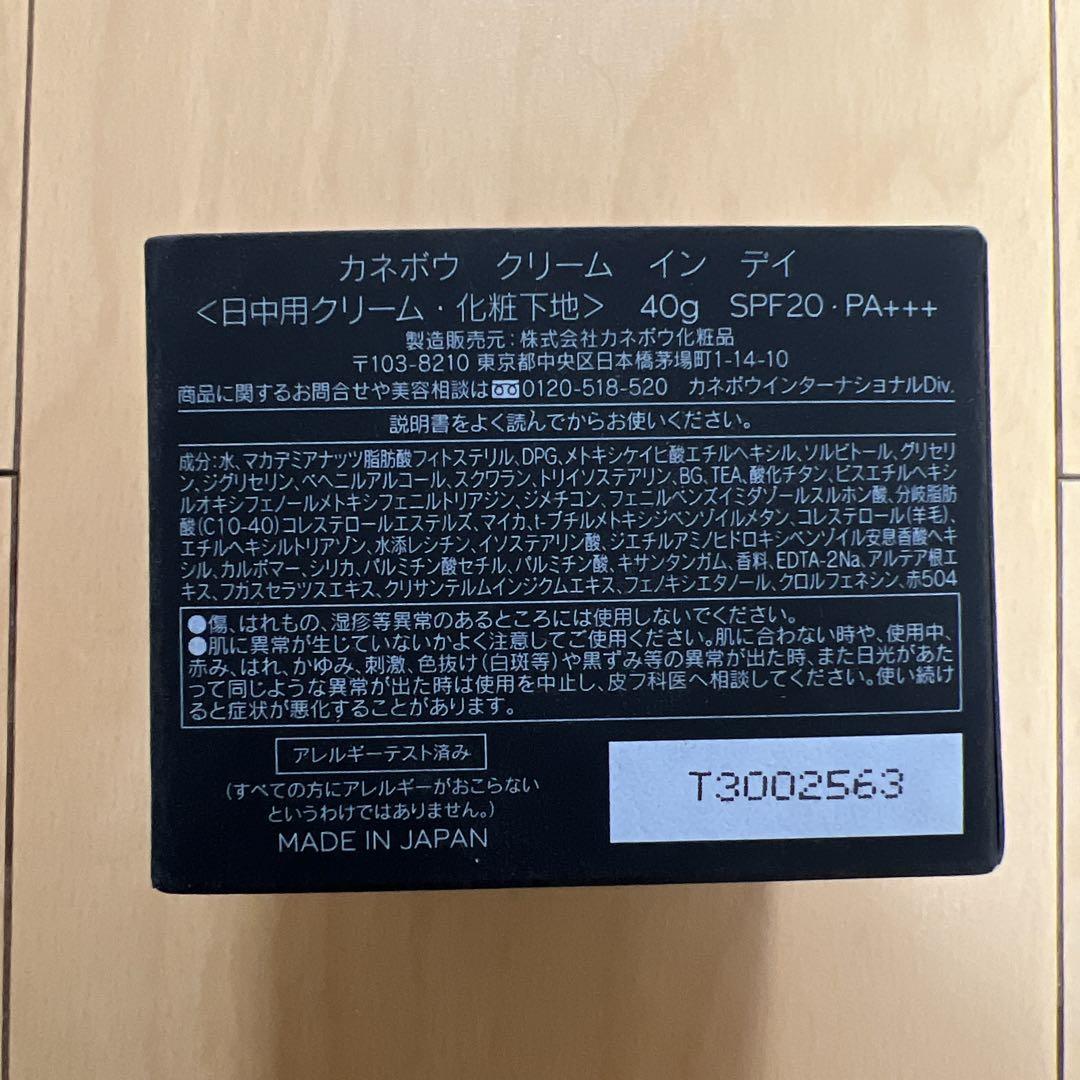 カネボウ クリーム イン デイ
<日中用クリーム・化粧下地> 40g SPF20・PA+++
製造販売元：株式会社カネボウ化粧品
〒103-8210 東京都中央区日本橋茅場町1-14-10
商品に関するお問合せや美容相談は0120-518-520 カネボウインターナショナルDiv.
説明書をよく読んでからお使いください。
成分：水、マカデミアナッツ脂肪酸フィトステリル、DPG、メトキシケイヒ酸エチルヘキシル、ソルビトール、グリセリ
ン、ジグリセリン、ベヘニルアルコール、スクワラン、トリイソステアリン、BG、TEA、酸化チタン、ビスエチルヘキシ
ルオキシフェノールメトキシフェニルトリアジン、ジメチコン、フェニルベンズイミダゾールスルホン酸、分岐脂肪
酸(C10-40)コレステロールエステルズ、マイカ、t-ブチルメトキシジベンゾイルメタン、コレステロール(羊毛)、
エチルヘキシルトリアゾン、水添レシチン、イソステアリン酸、ジエチルアミノヒドロキシベンゾイル安息香酸ヘキ
シル、カルボマー、シリカ、パルミチン酸セチル、パルミチン酸、キサンタンガム、香料、EDTA-2Na、アルテア根エ
キス、フカスセラツスエキス、クリサンテルムインジクムエキス、フェノキシエタノール、クロルフェネシン、赤504
●傷、はれもの、湿疹等異常のあるところには使用しないでください。
●肌に異常が生じていないかよく注意してご使用ください。肌に合わない時や、使用中、
赤み、はれ、かゆみ、刺激、色抜け(白斑等)や黒ずみ等の異常が出た時、また日光があた
って同じような異常が出た時は使用を中止し、皮フ科医へ相談してください。使い続け
ると症状が悪化することがあります。
アレルギーテスト済み
(すべての方にアレルギーがおこらない
というわけではありません。)
MADE IN JAPAN
T3002563